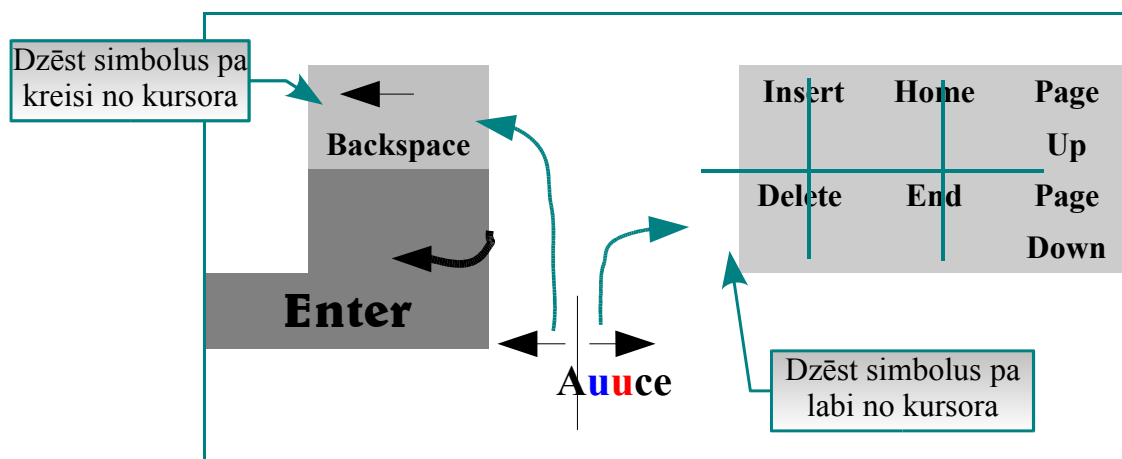 Dzēst simbolus pa
kreisi no kursora
Backspace
Enter
Insert Home Page
Up
Delete End Page
Down
Auuce
Dzēst simbolus pa
labi no kursora